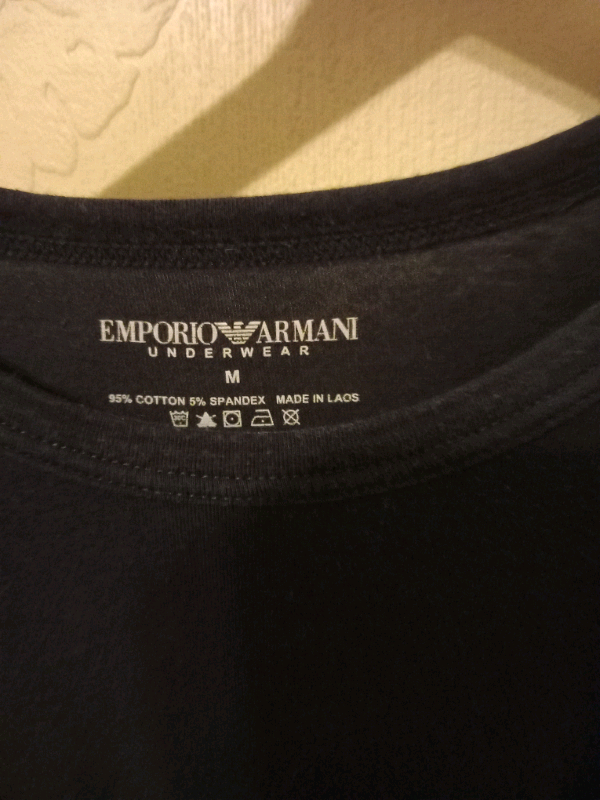 EMPORIO ARMANI
UNDERWEAR
M
95% COTTON 5% SPANDEX MADE IN LAOS